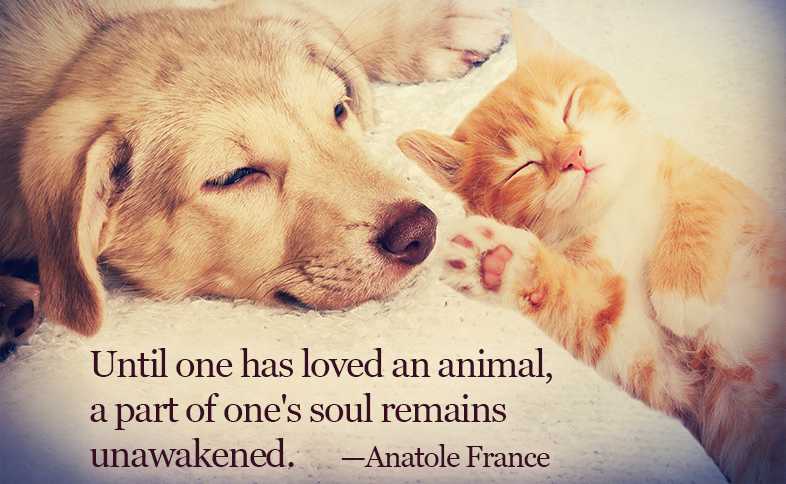 Until one has loved an animal,
a part of one's soul remains
unawakened. —Anatole France